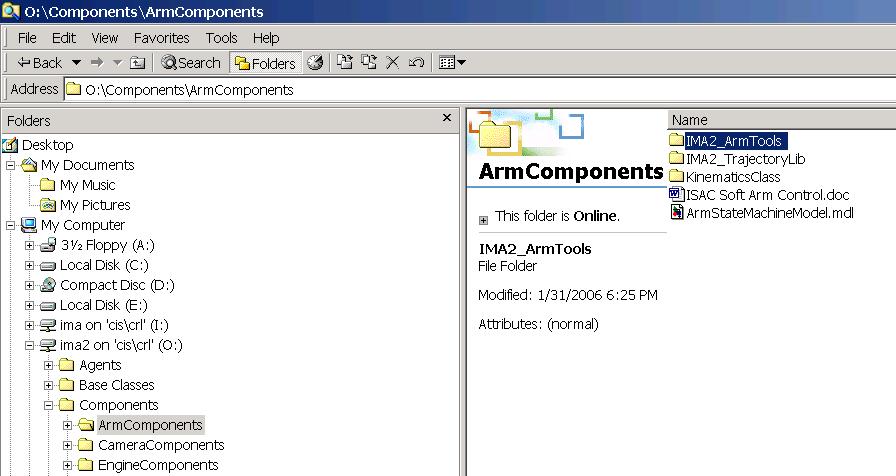 O:\Components\ArmComponents
File Edit View Favorites Tools Help
Back Search Folders
Address O:\Components\ArmComponents
Folders
Desktop
My Documents
My Music
My Pictures
My Computer
3½ Floppy (A:)
Local Disk (C:)
Compact Disc (D:)
Local Disk (E:)
ima on 'cis\crl' (I:)
ima2 on 'cis\crl' (O:)
Agents
Base Classes
Components
ArmComponents
CameraComponents
EngineComponents
ArmComponents
This folder is Online.
IMA2_ArmTools
File Folder
Modified: 1/31/2006 6:25 PM
Attributes: (normal)
Name
IMA2_ArmTools
IMA2_TrajectoryLib
KinematicsClass
ISAC Soft Arm Control.doc
ArmStateMachineModel.mdl